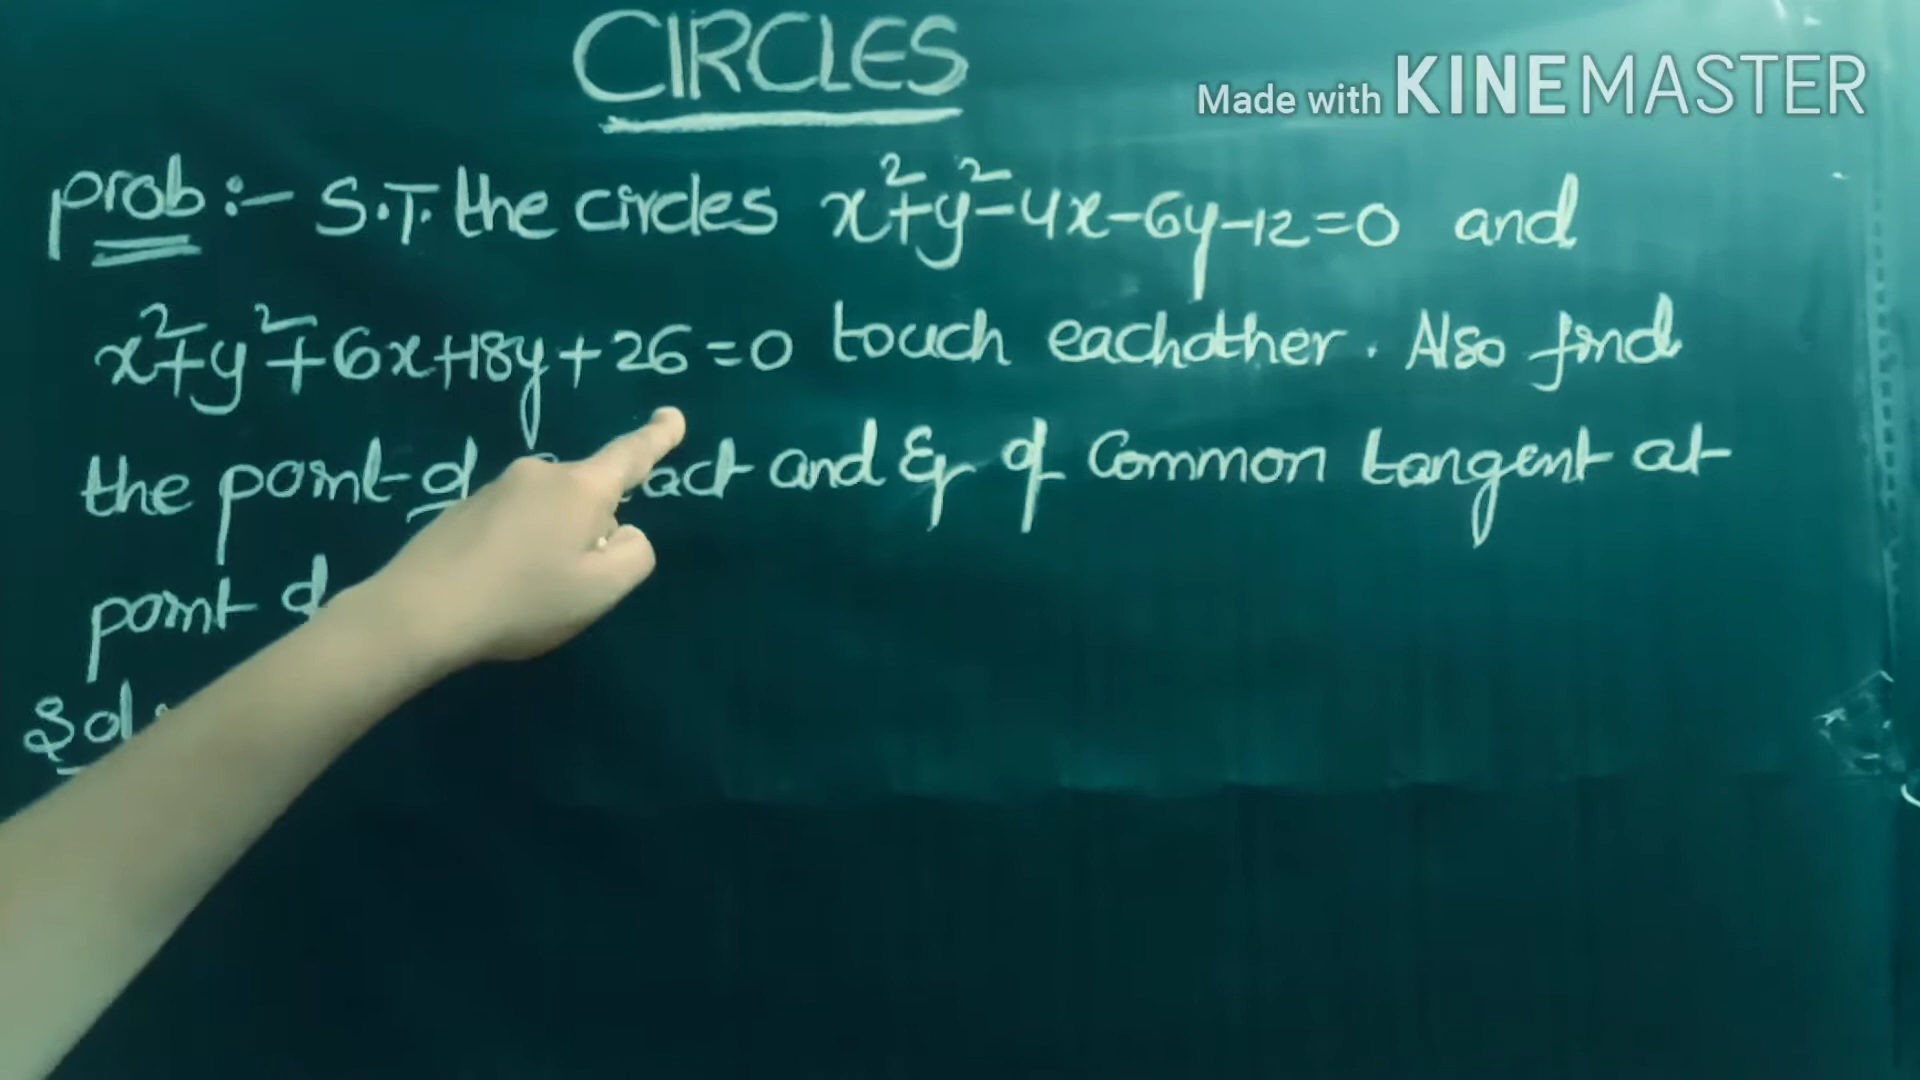 CIRCLES
Made with KINEMASTER
prob :- S.T. the circles x²+y²-4x-6y-12=0 and
x²+y²+6x+18y+26=0 touch eachother. Also find
the point of act and Eq of Common tangent at
point of
Sol